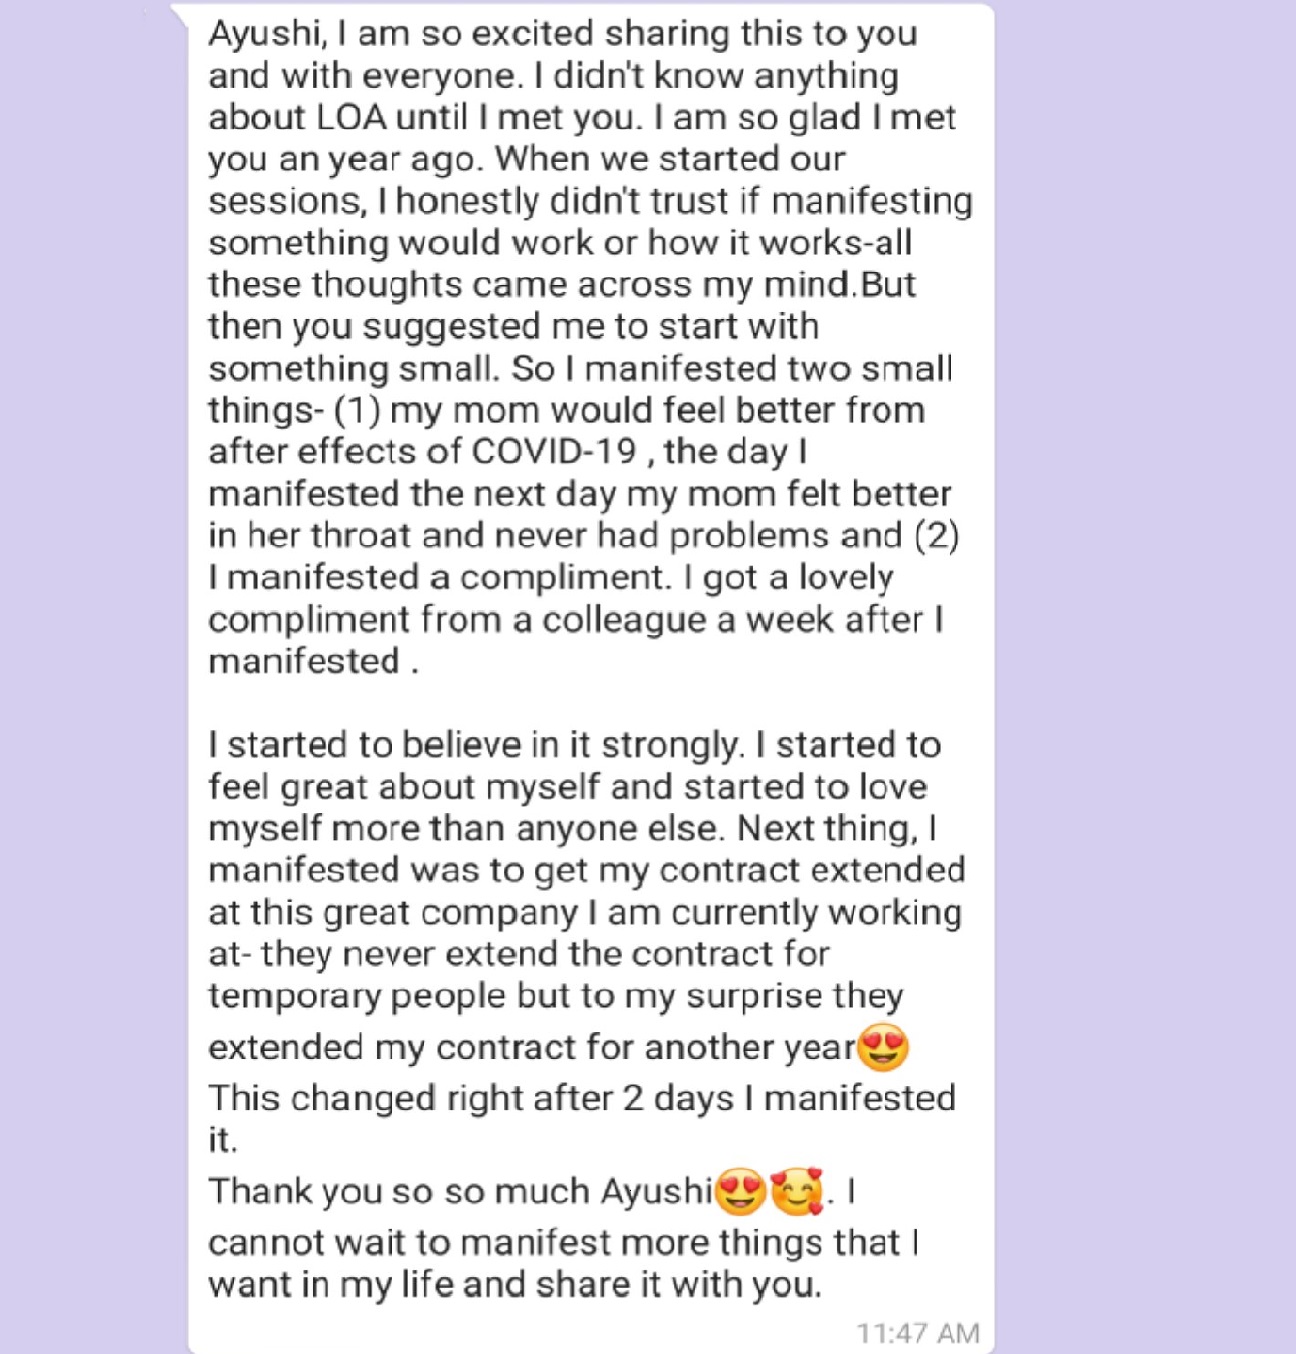 Ayushi, I am so excited sharing this to you
and with everyone. I didn't know anything
about LOA until I met you. I am so glad I met
you an year ago. When we started our
sessions, I honestly didn't trust if manifesting
something would work or how it works-all
these thoughts came across my mind.But
then you suggested me to start with
something small. So I manifested two small
things- (1) my mom would feel better from
after effects of COVID-19 , the day I
manifested the next day my mom felt better
in her throat and never had problems and (2)
I manifested a compliment. I got a lovely
compliment from a colleague a week after I
manifested .
I started to believe in it strongly. I started to
feel great about myself and started to love
myself more than anyone else. Next thing, I
manifested was to get my contract extended
at this great company I am currently working
at- they never extend the contract for
temporary people but to my surprise they
extended my contract for another year😍
This changed right after 2 days I manifested
it.
Thank you so so much Ayushi😍🥰. I
cannot wait to manifest more things that I
want in my life and share it with you.
11:47 AM